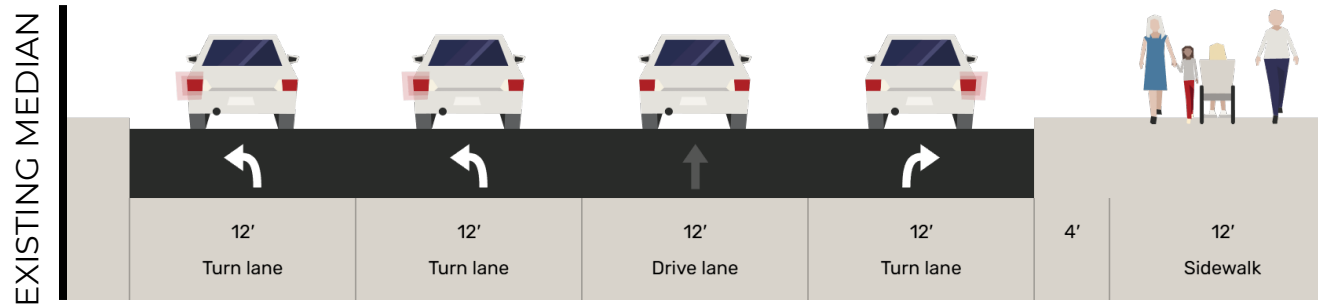 EXISTING MEDIAN
12′
Turn lane
12′
Turn lane
12′
Drive lane
12′
Turn lane
4′
12′
Sidewalk